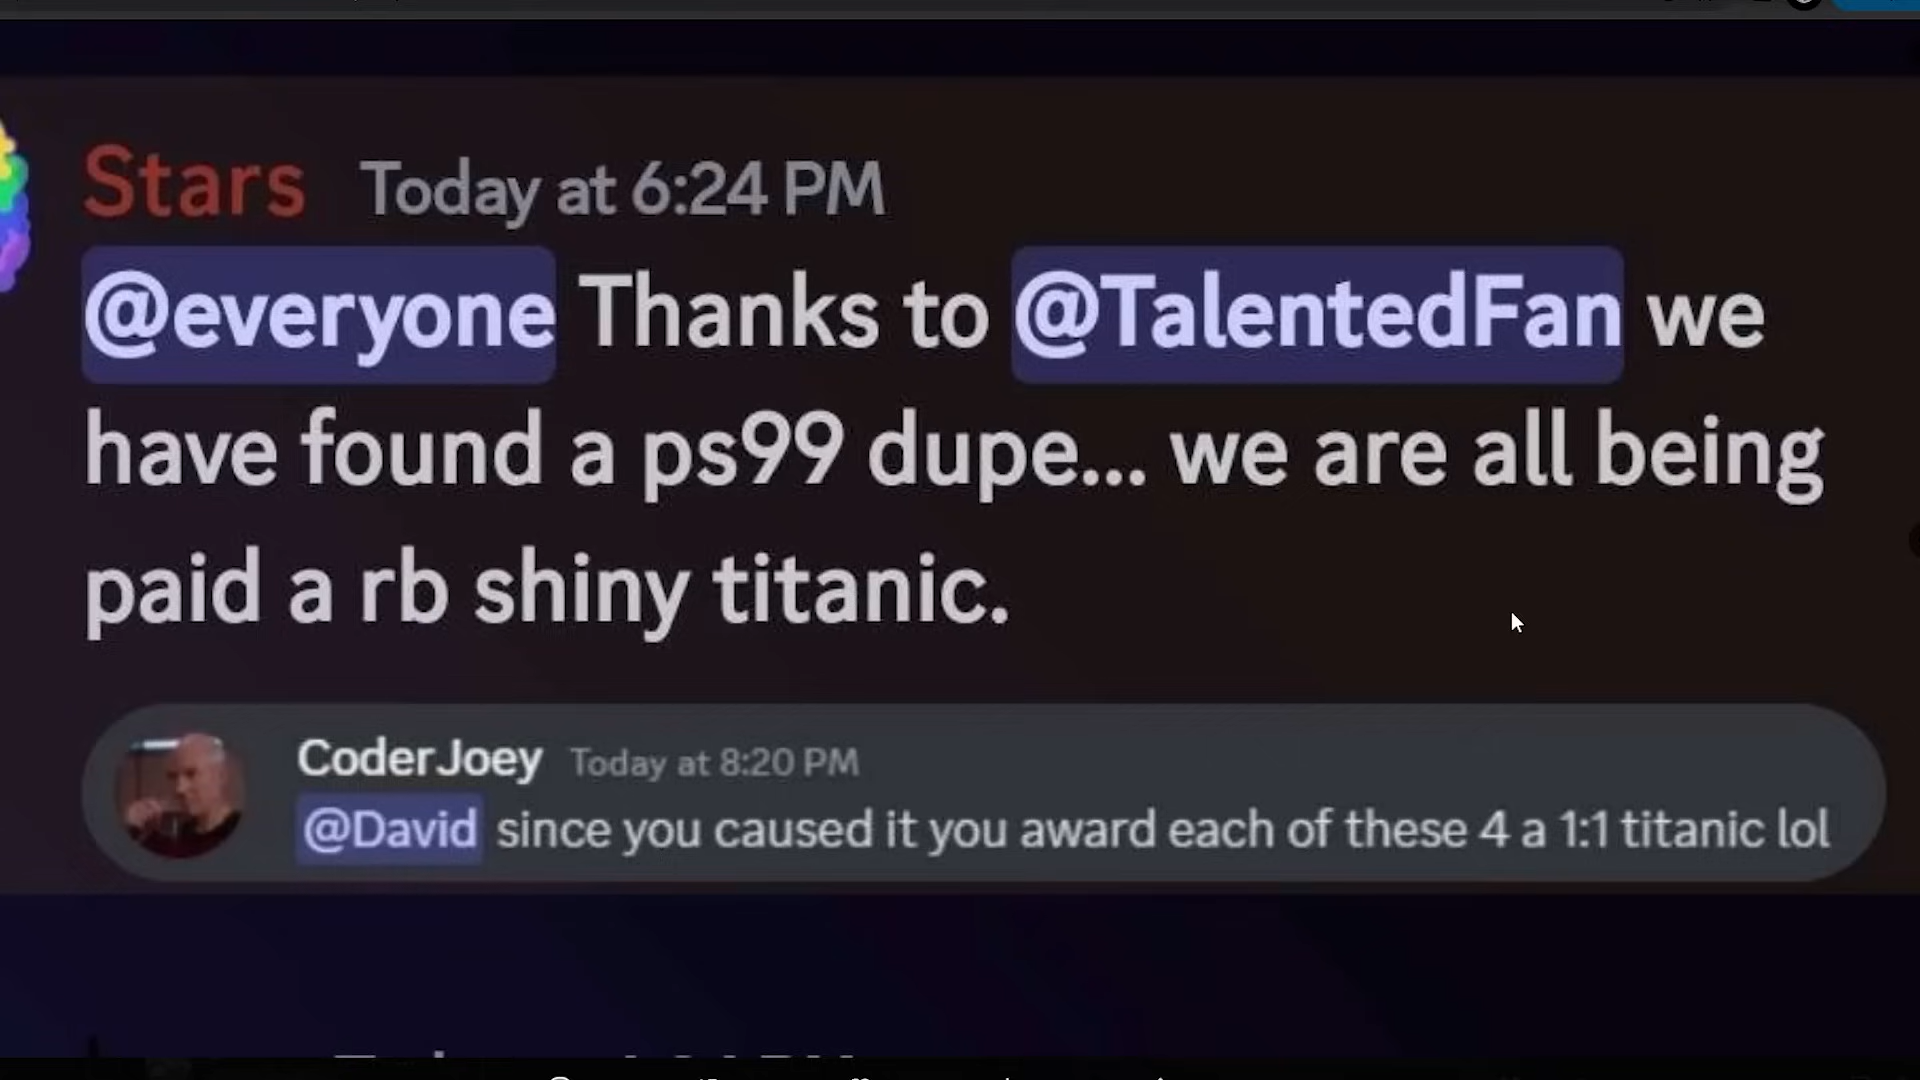 Stars Today at 6:24 PM
@everyone Thanks to @TalentedFan we
have found a ps99 dupe... we are all being
paid a rb shiny titanic.
CoderJoey Today at 8:20 PM
@David since you caused it you award each of these 4 a 1:1 titanic lol